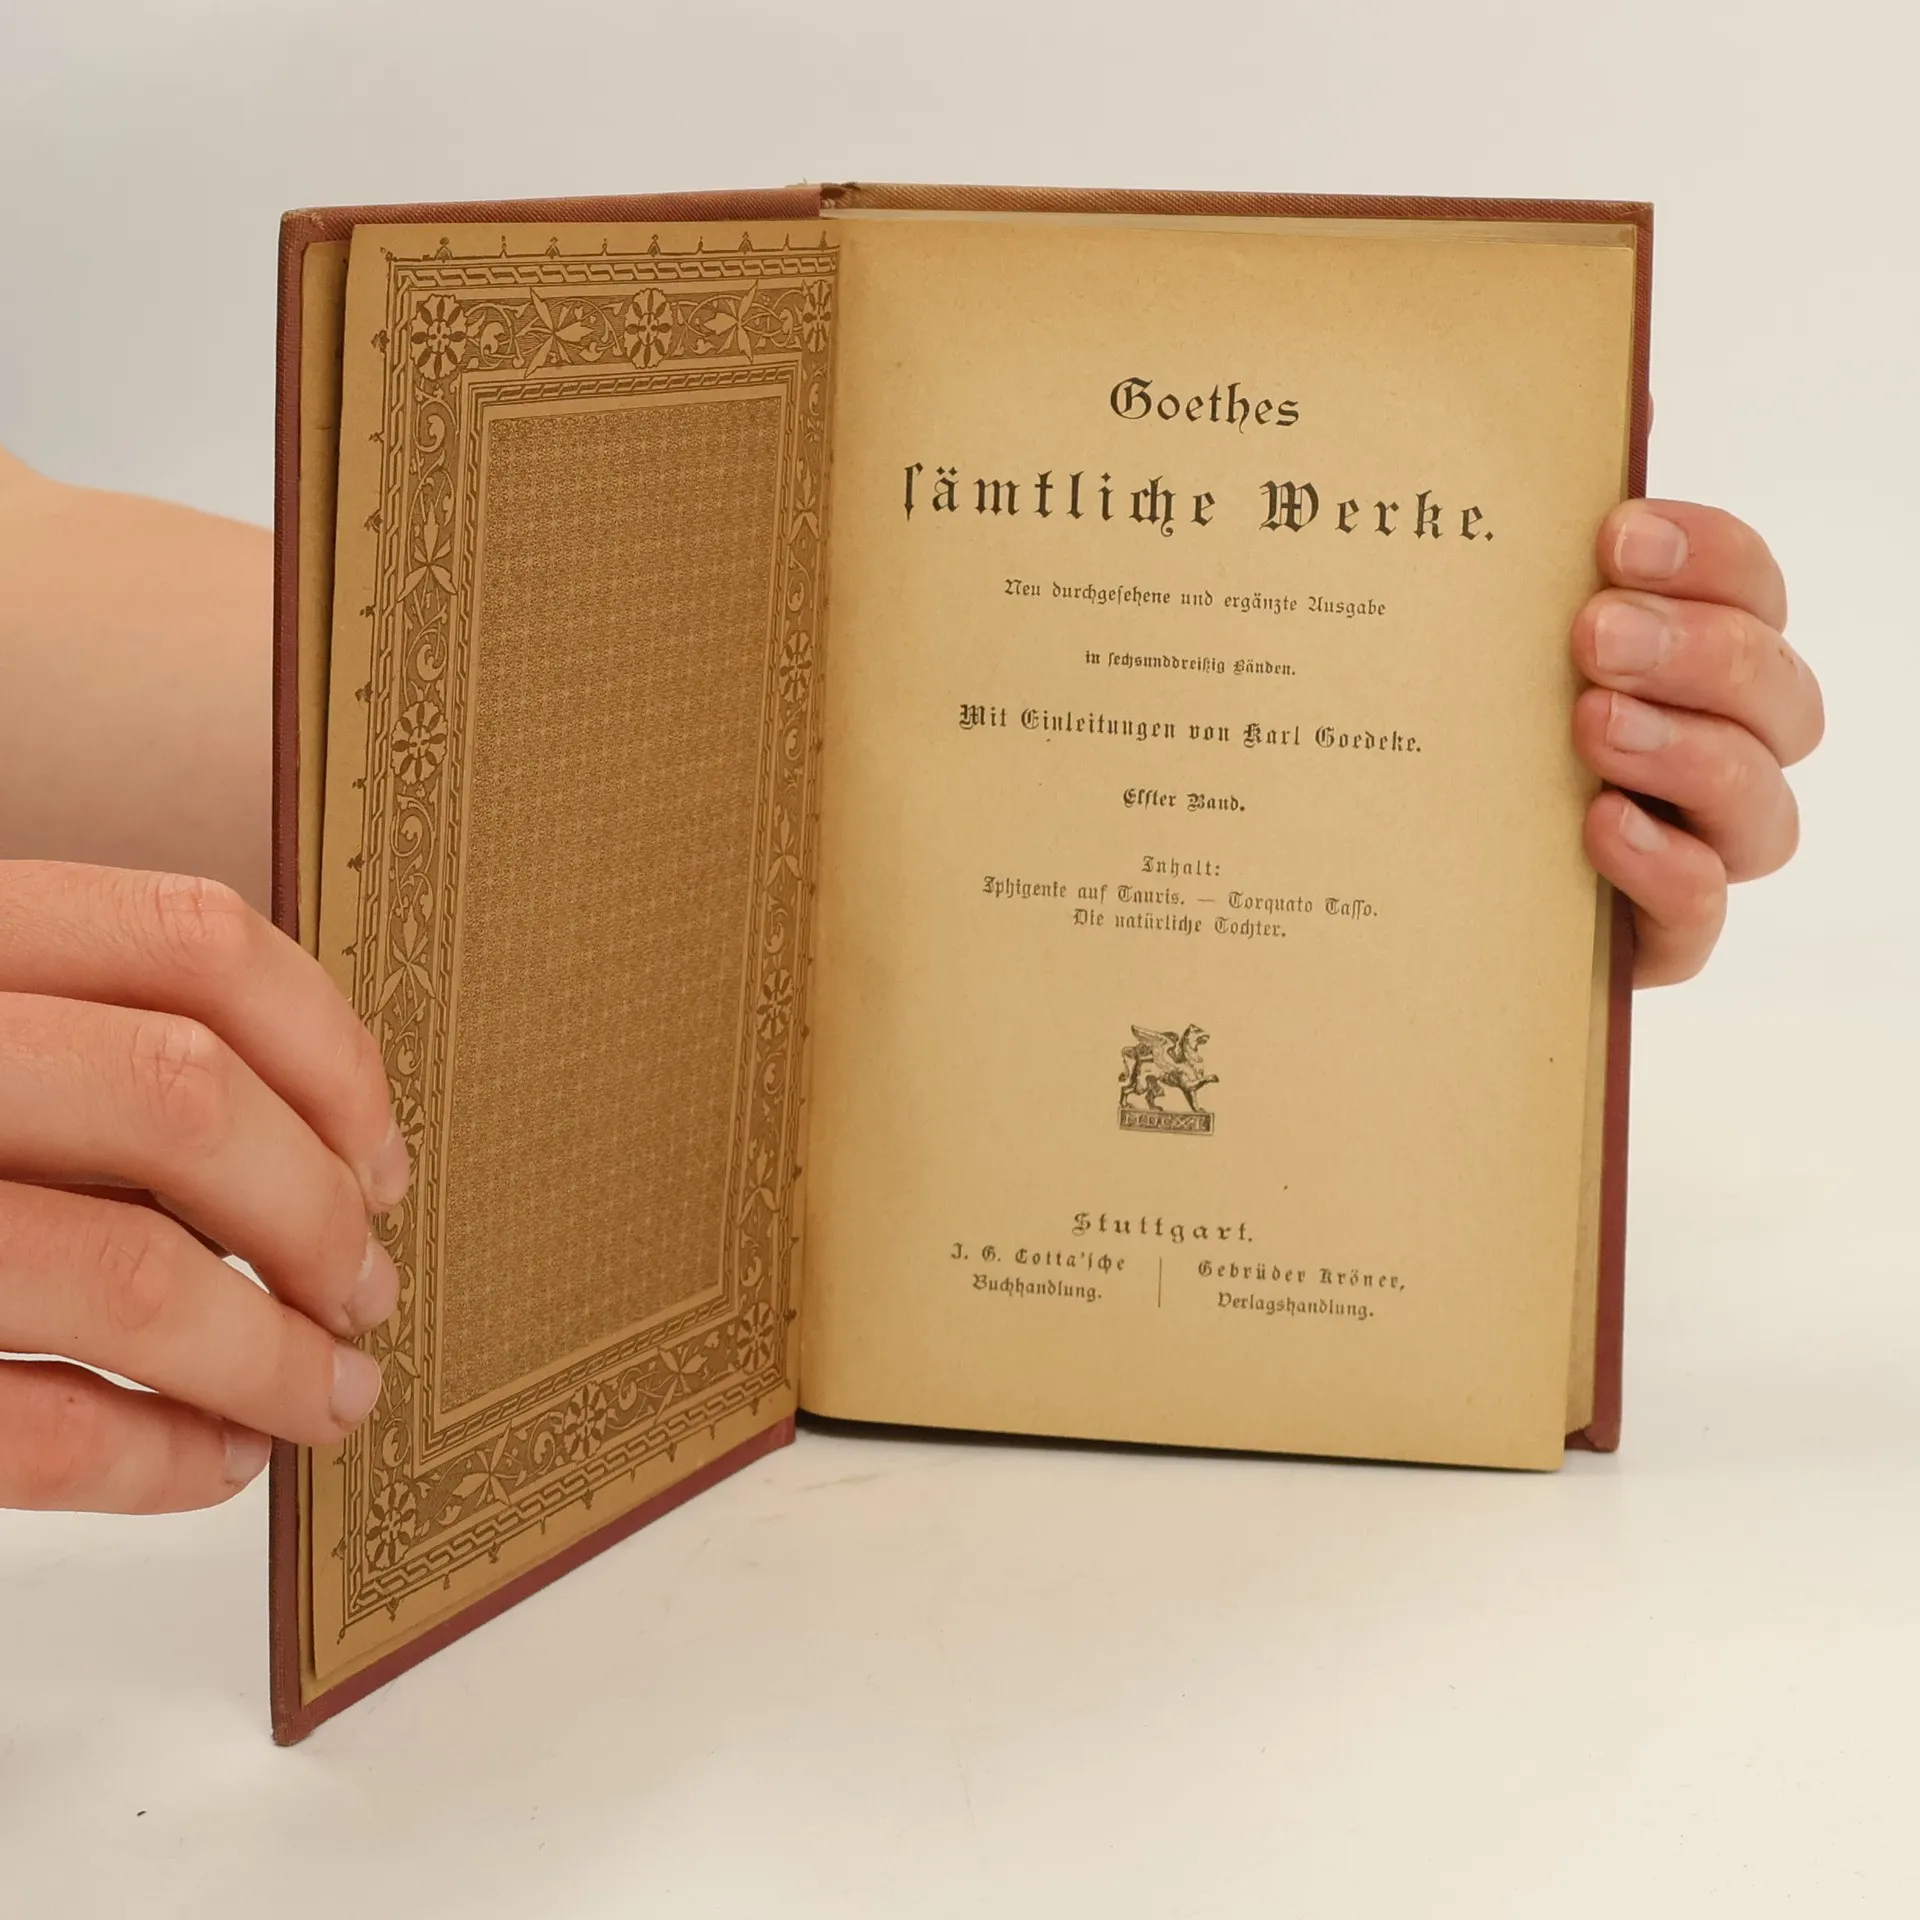 Goethes
ſämtliche Werke.
Neu durchgeſehene und ergänzte Ausgabe
in ſechsunddreißig Bänden.
Mit Einleitungen von Karl Goedeke.
Elfter Band.
Inhalt:
Iphigenie auf Tauris. — Torquato Taſſo.
Die natürliche Tochter.
Stuttgart.
J. G. Cotta'ſche
Buchhandlung.
Gebrüder Kröner,
Verlagshandlung.